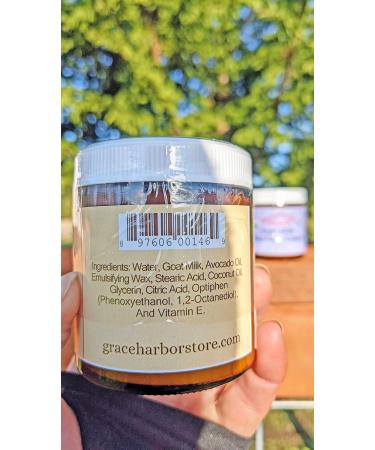 8 97606 00146 9
Ingredients: Water, Goat Milk, Avocado Oil,
Emulsifying Wax, Stearic Acid, Coconut Oil,
Glycerin, Citric Acid, Optiphen
(Phenoxyethanol, 1,2-Octanediol),
And Vitamin E.
graceharborstore.com